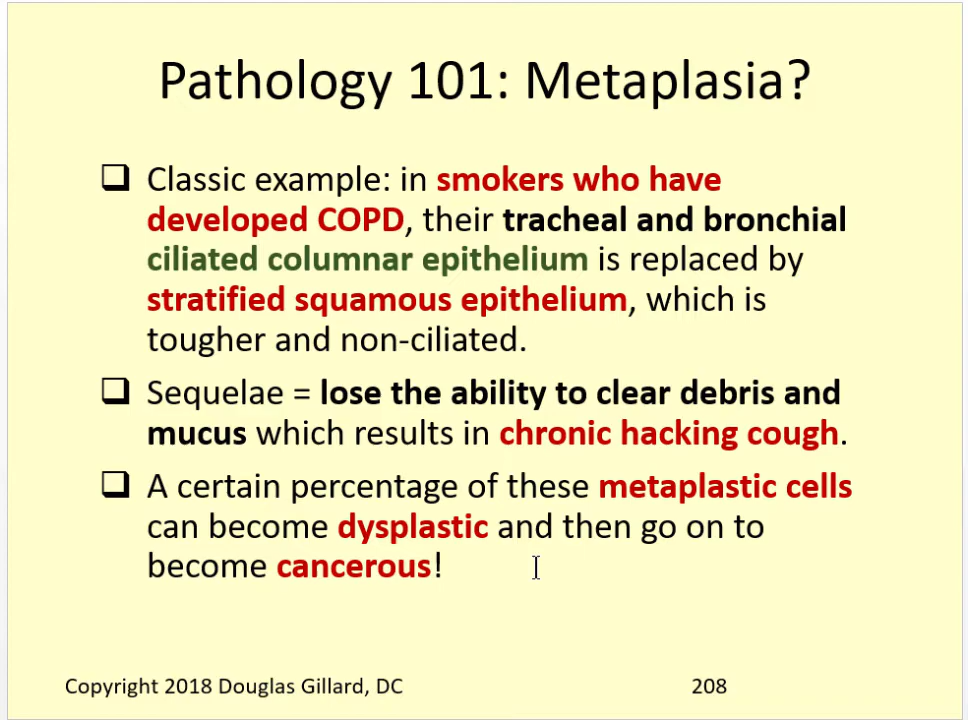 Pathology 101: Metaplasia?
❑ Classic example: in smokers who have
developed COPD, their tracheal and bronchial
ciliated columnar epithelium is replaced by
stratified squamous epithelium, which is
tougher and non-ciliated.
❑ Sequelae = lose the ability to clear debris and
mucus which results in chronic hacking cough.
❑ A certain percentage of these metaplastic cells
can become dysplastic and then go on to
become cancerous!
Copyright 2018 Douglas Gillard, DC 208